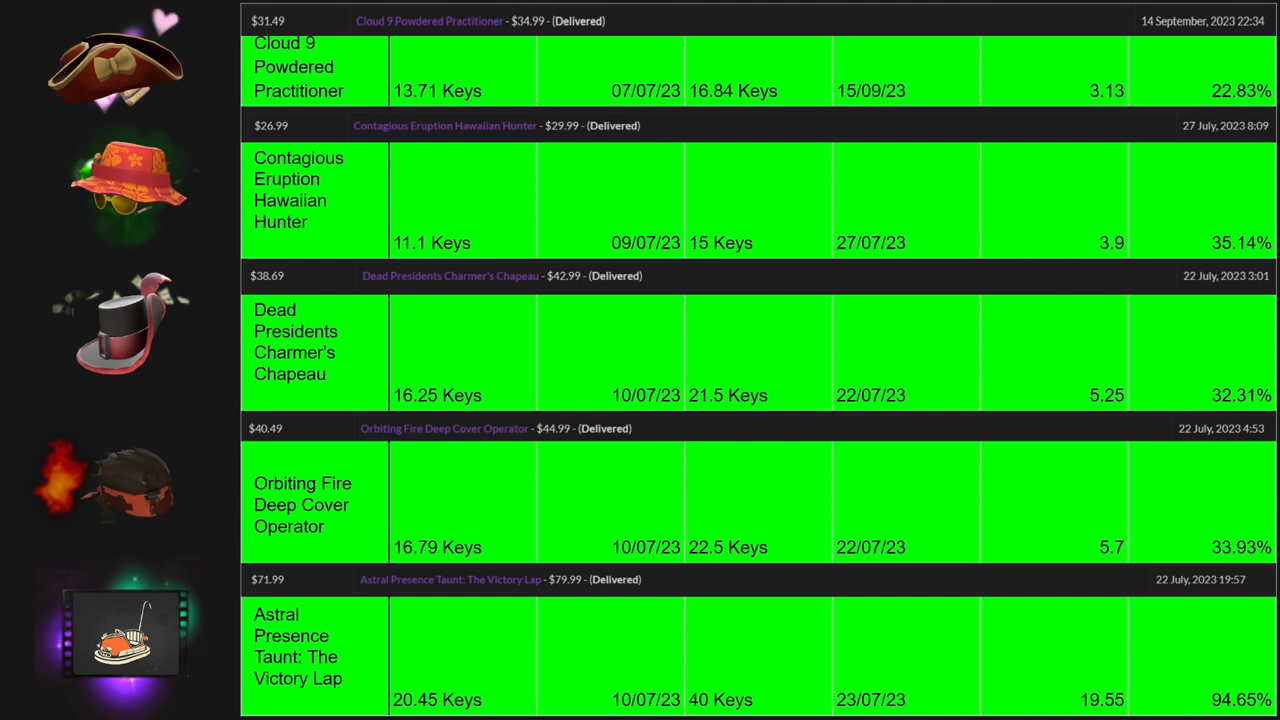 $31.49 Cloud 9 Powdered Practitioner - $34.99 - (Delivered) 14 September, 2023 22:34
Cloud 9
Powdered
Practitioner 13.71 Keys 07/07/23 16.84 Keys 15/09/23 3.13 22.83%
$26.99 Contagious Eruption Hawaiian Hunter - $29.99 - (Delivered) 27 July, 2023 8:09
Contagious
Eruption
Hawaiian
Hunter
11.1 Keys 09/07/23 15 Keys 27/07/23 3.9 35.14%
$38.69 Dead Presidents Charmer's Chapeau - $42.99 - (Delivered) 22 July, 2023 3:01
Dead
Presidents
Charmer's
Chapeau
16.25 Keys 10/07/23 21.5 Keys 22/07/23 5.25 32.31%
$40.49 Orbiting Fire Deep Cover Operator - $44.99 - (Delivered) 22 July, 2023 4:53
Orbiting Fire
Deep Cover
Operator
16.79 Keys 10/07/23 22.5 Keys 22/07/23 5.7 33.93%
$71.99 Astral Presence Taunt: The Victory Lap - $79.99 - (Delivered) 22 July, 2023 19:57
Astral
Presence
Taunt: The
Victory Lap
20.45 Keys 10/07/23 40 Keys 23/07/23 19.55 94.65%